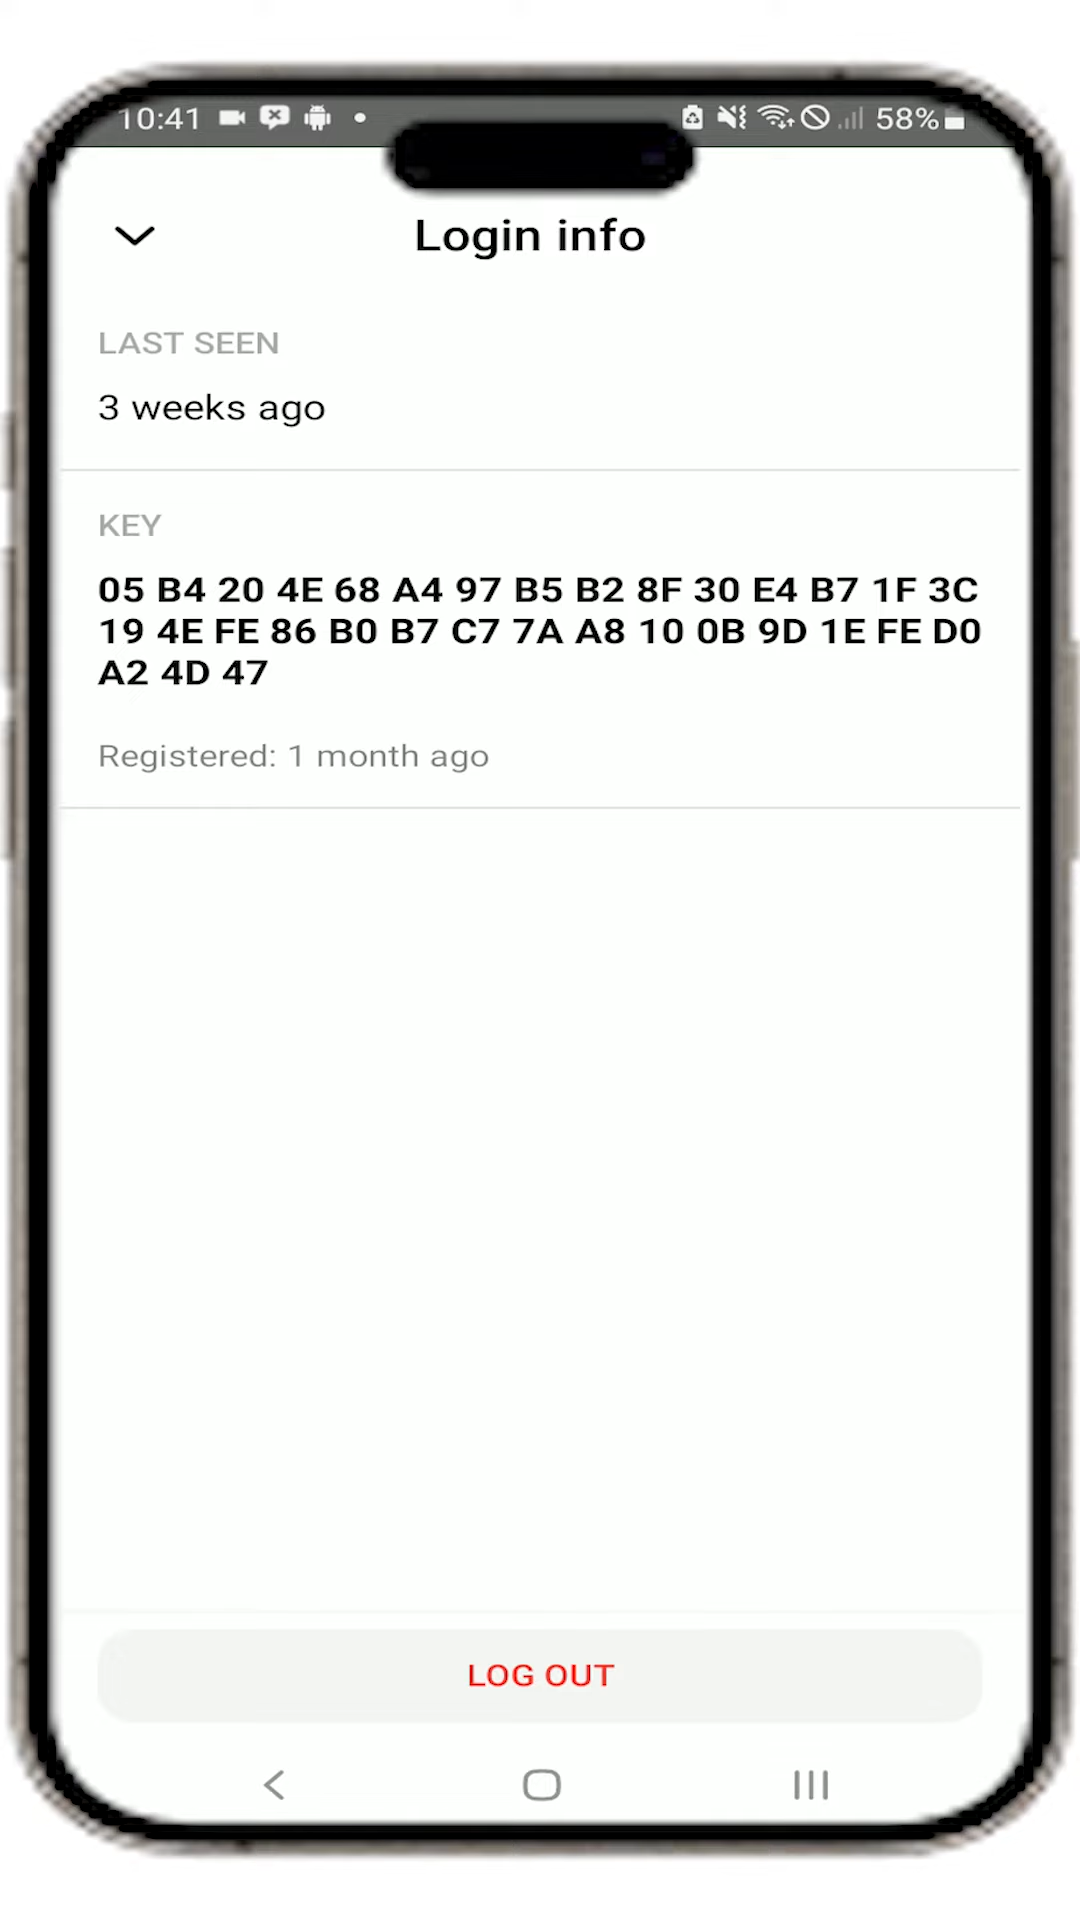 10:41 58%
Login info
LAST SEEN
3 weeks ago
KEY
05 B4 20 4E 68 A4 97 B5 B2 8F 30 E4 B7 1F 3C
19 4E FE 86 B0 B7 C7 7A A8 10 0B 9D 1E FE D0
A2 4D 47
Registered: 1 month ago
LOG OUT